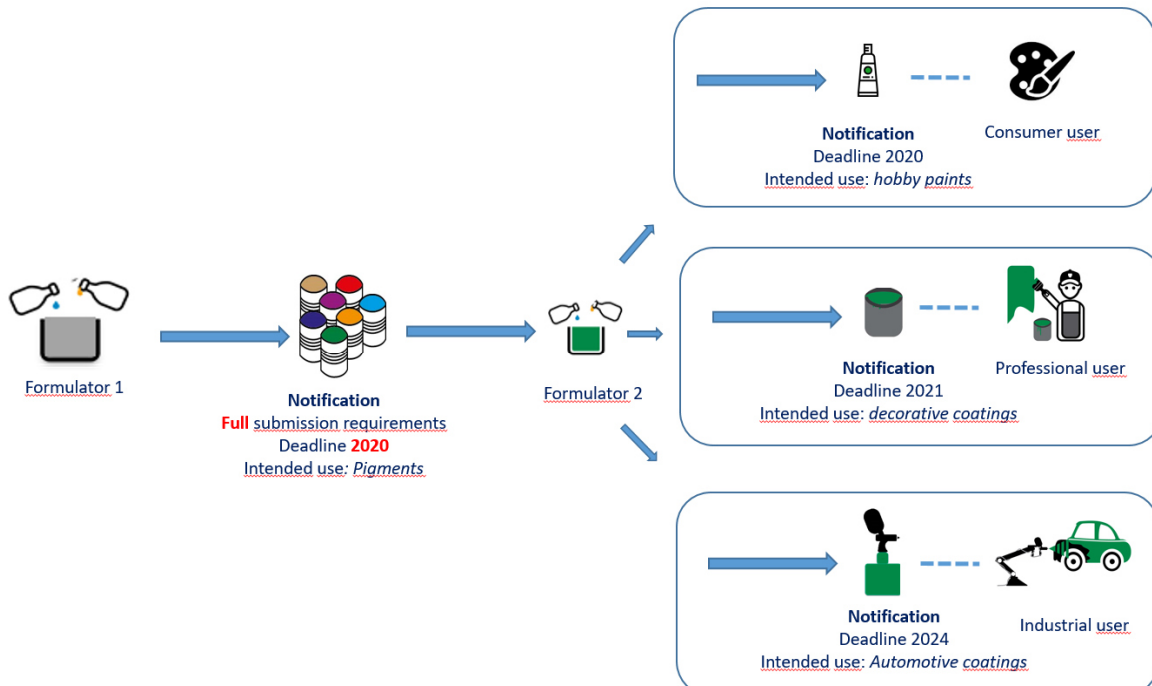 Formulator 1
Notification
Full submission requirements
Deadline 2020
Intended use: Pigments
Formulator 2
Notification
Deadline 2020
Intended use: hobby paints
Consumer user
Notification
Deadline 2021
Intended use: decorative coatings
Professional user
Notification
Deadline 2024
Intended use: Automotive coatings
Industrial user